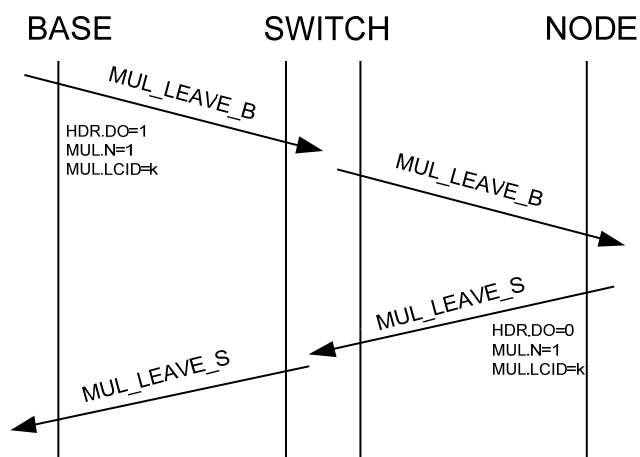 BASE SWITCH NODE
MUL_LEAVE_B
HDR.DO=1
MUL.N=1
MUL.LCID=k
MUL_LEAVE_B
MUL_LEAVE_S
HDR.DO=0
MUL.N=1
MUL.LCID=k
MUL_LEAVE_S